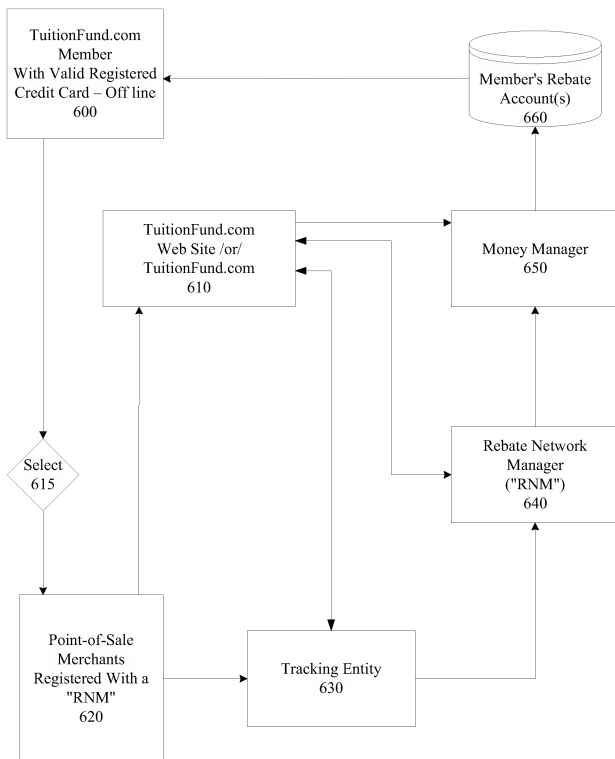 TuitionFund.com
Member
With Valid Registered
Credit Card – Off line
600
Member's Rebate
Account(s)
660
TuitionFund.com
Web Site /or/
TuitionFund.com
610
Money Manager
650
Select
615
Rebate Network
Manager
("RNM")
640
Point-of-Sale
Merchants
Registered With a
"RNM"
620
Tracking Entity
630